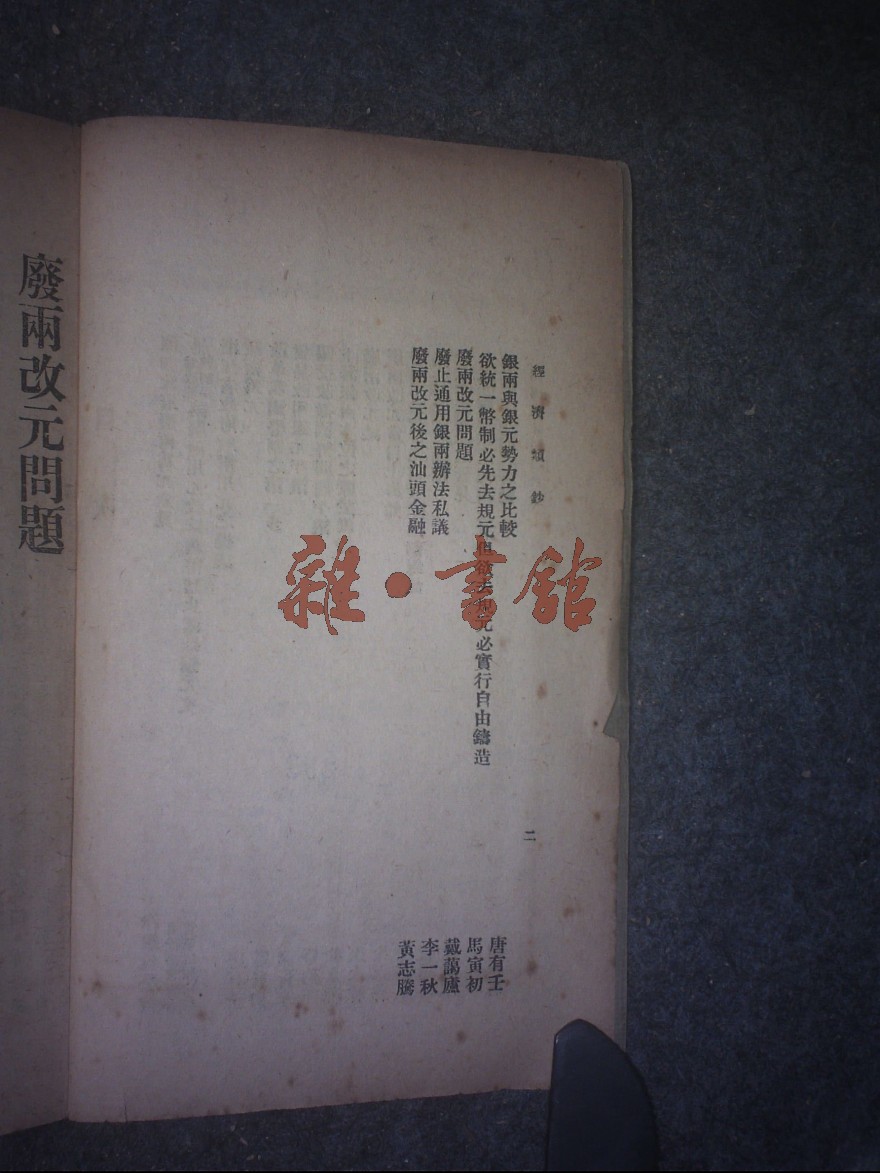 經濟類鈔
二
銀兩與銀元勢力之比較
唐有壬
欲統一幣制必先去規元但欲去規元必實行自由鑄造
馬寅初
廢兩改元問題
戴藹廬
廢止通用銀兩辦法私議
李一秋
廢兩改元後之汕頭金融
黃志騰
廢兩改元問題
雜·書館